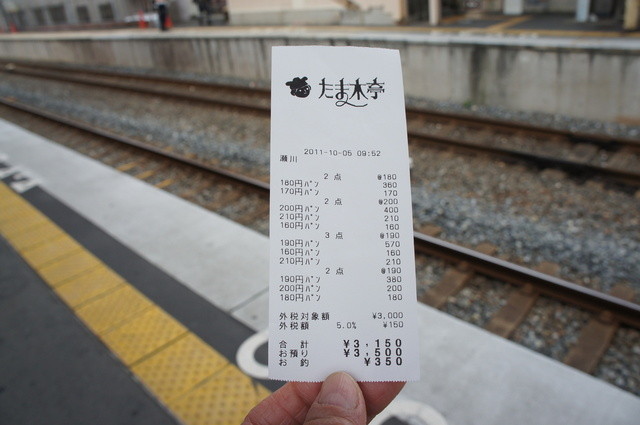 たま木亭
2011-10-05 09:52
瀬川
2 点 @180
180円パン 360
170円パン 170
2 点 @200
200円パン 400
210円パン 210
160円パン 160
3 点 @190
190円パン 570
160円パン 160
210円パン 210
2 点 @190
190円パン 380
200円パン 200
180円パン 180
外税対象額 ¥3,000
外税額 5.0% ¥150
合 計 ¥3,150
お預り ¥3,500
お 釣 ¥350